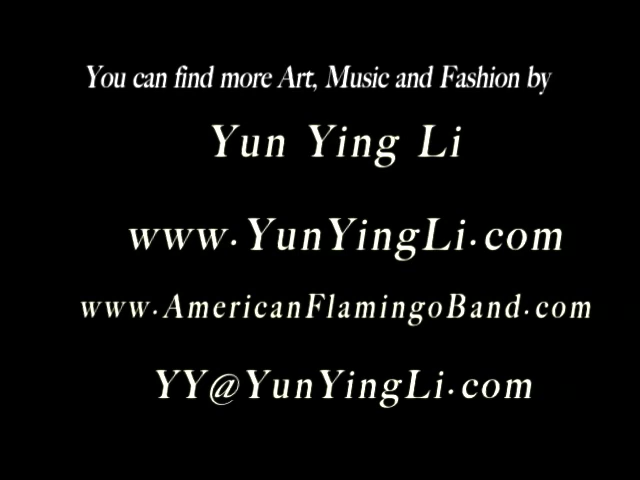 You can find more Art, Music and Fashion by
Yun Ying Li
www.YunYingLi.com
www.AmericanFlamingoBand.com
YY@YunYingLi.com